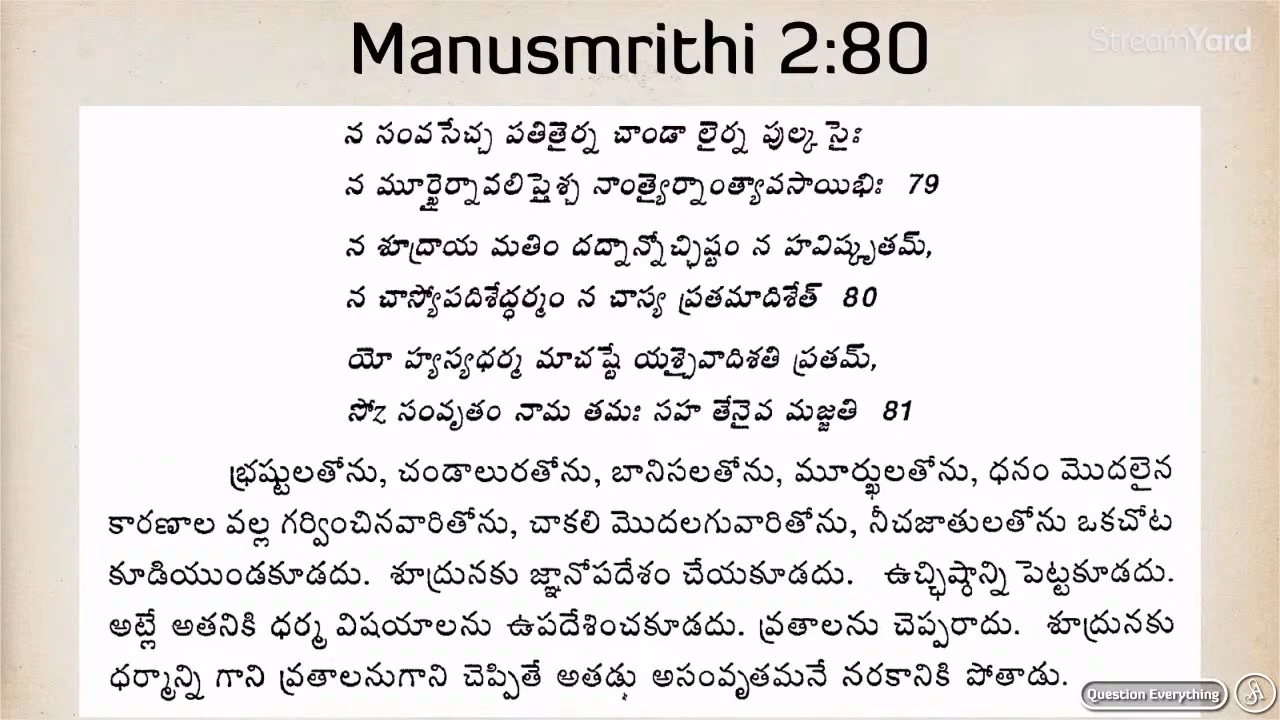 Manusmrithi 2:80
StreamYard
న సంవసేచ్చ పతితైర్న చాండా లైర్న పుల్క సైః
న మూర్ఖైర్నావలిప్తైశ్చ నాంత్యైర్నాంత్యావసాయిభిః 79
న శూద్రాయ మతిం దద్నాన్నోచ్ఛిష్టం న హవిష్కృతమ్,
న చాస్యోపదిశేద్ధర్మం న చాస్య ప్రతమాదిశేత్ 80
యో హ్యస్యధర్మ మాచష్టే యశ్చైవాదిశతి ప్రతమ్,
సోఽ సంవృతం నామ తమః సహ తేనైవ మజ్జతి 81
భ్రష్టులతోను, చండాలురతోను, బానిసలతోను, మూర్ఖులతోను, ధనం మొదలైన
కారణాల వల్ల గర్వించినవారితోను, చాకలి మొదలగువారితోను, నీచజాతులతోను ఒకచోట
కూడియుండకూడదు. శూద్రునకు జ్ఞానోపదేశం చేయకూడదు. ఉచ్ఛిష్ఠాన్ని పెట్టకూడదు.
అట్లే అతనికి ధర్మ విషయాలను ఉపదేశించకూడదు. వ్రతాలను చెప్పరాదు. శూద్రునకు
ధర్మాన్ని గాని వ్రతాలనుగాని చెప్పితే అతడు అసంవృతమనే నరకానికి పోతాడు.
Question Everything